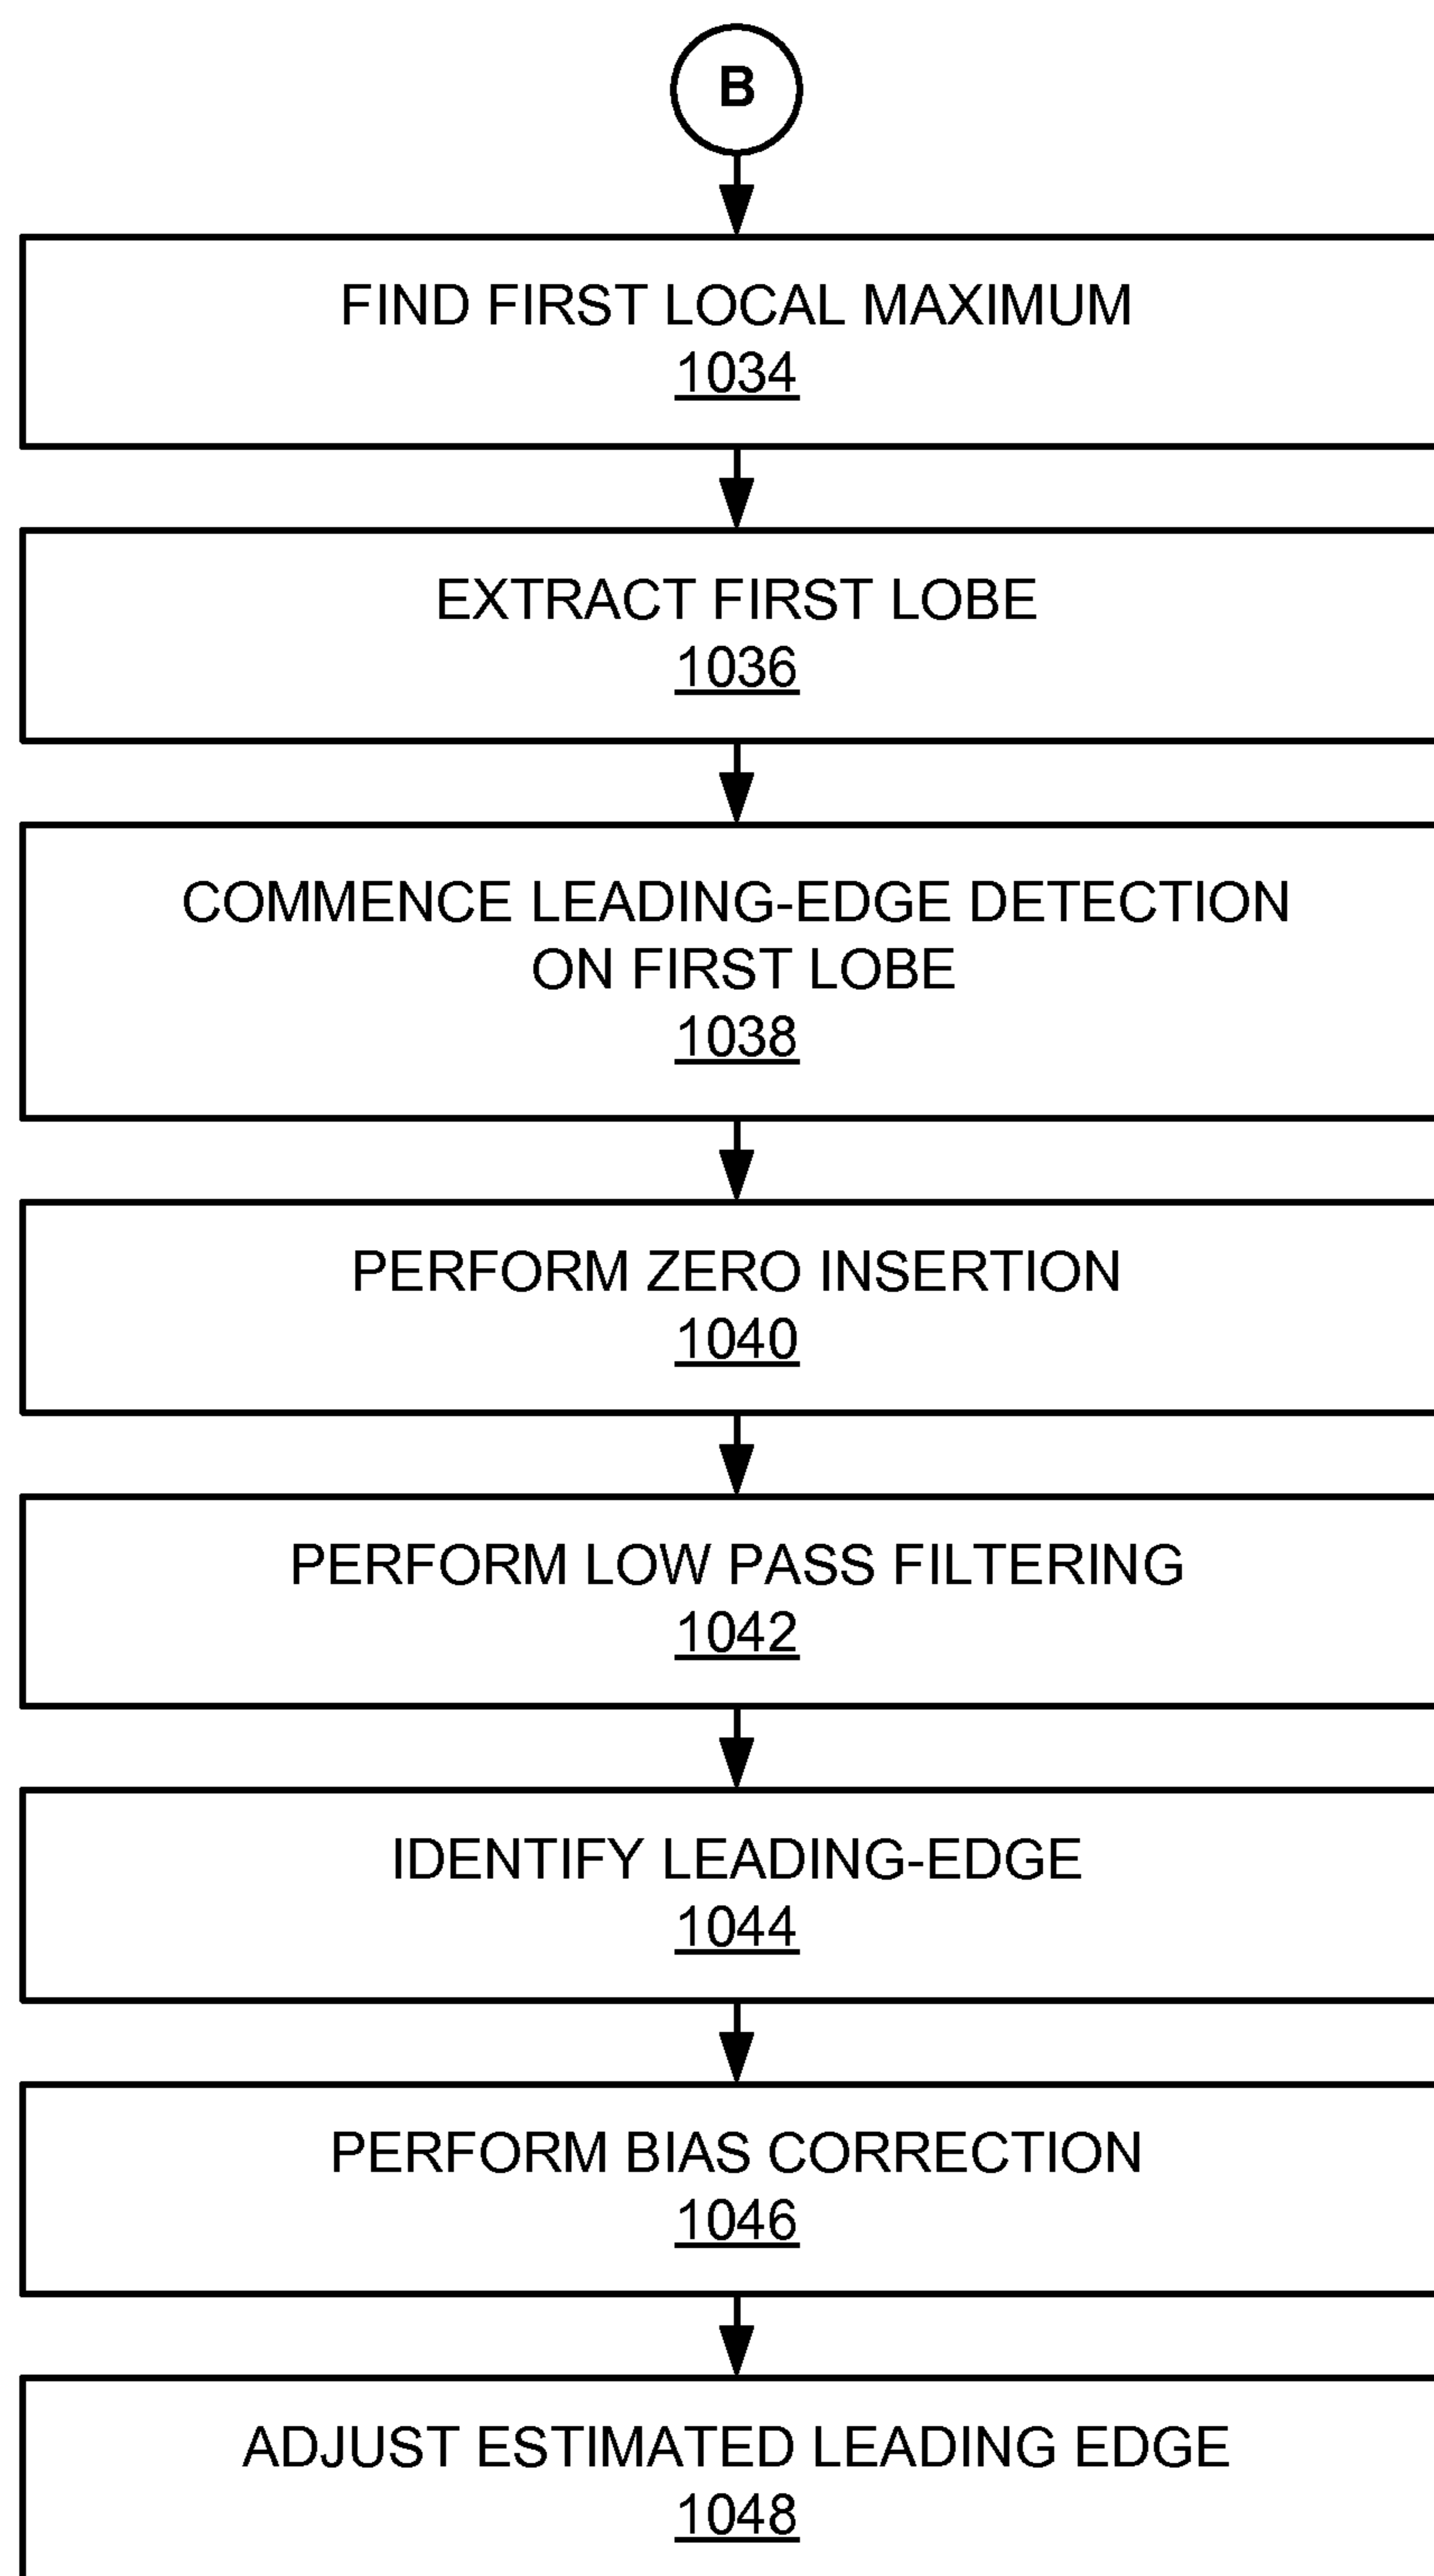 B
FIND FIRST LOCAL MAXIMUM
1034
EXTRACT FIRST LOBE
1036
COMMENCE LEADING-EDGE DETECTION
ON FIRST LOBE
1038
PERFORM ZERO INSERTION
1040
PERFORM LOW PASS FILTERING
1042
IDENTIFY LEADING-EDGE
1044
PERFORM BIAS CORRECTION
1046
ADJUST ESTIMATED LEADING EDGE
1048